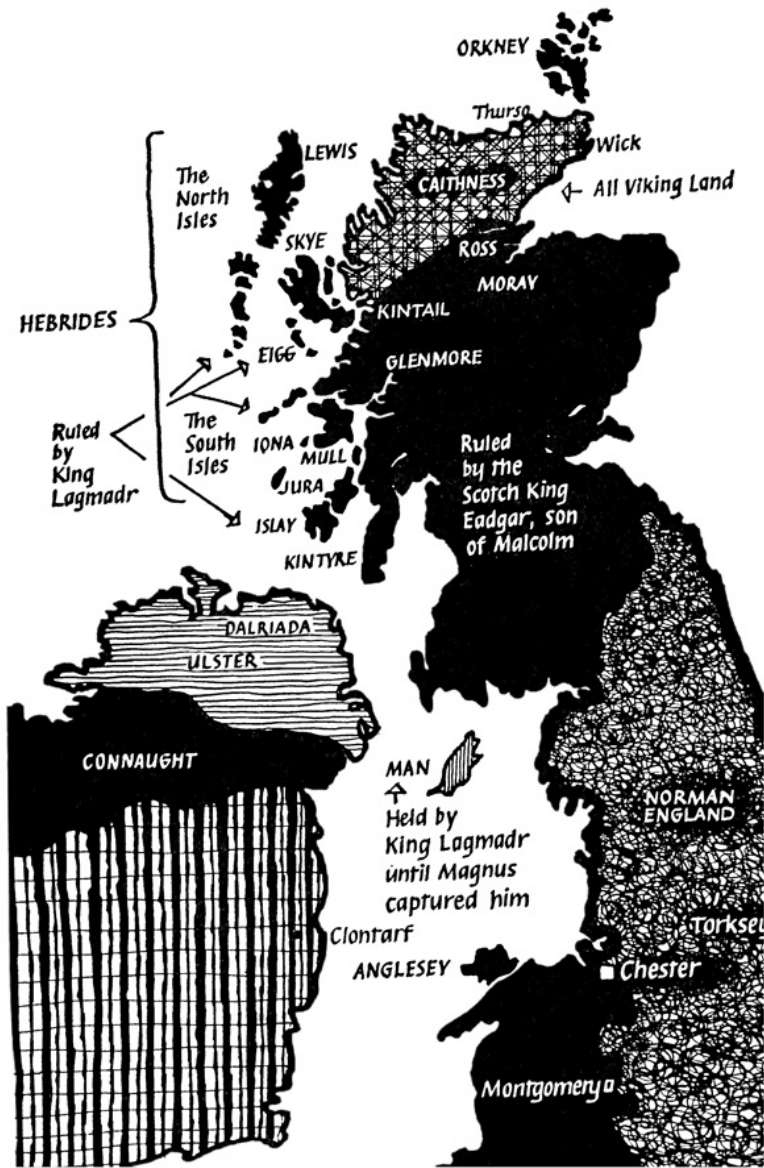 ORKNEY
Thurso
Wick
LEWIS
The
North
Isles
CAITHNESS
All Viking Land
SKYE
ROSS
MORAY
HEBRIDES
KINTAIL
EIGG
GLENMORE
Ruled
by
King
Lagmadr
The
South
Isles
IONA
MULL
JURA
ISLAY
KINTYRE
Ruled
by the
Scotch King
Eadgar, son
of Malcolm
DALRIADA
ULSTER
CONNAUGHT
MAN
Held by
King Lagmadr
until Magnus
captured him
NORMAN
ENGLAND
Clontarf
Torksey
ANGLESEY
Chester
Montgomery